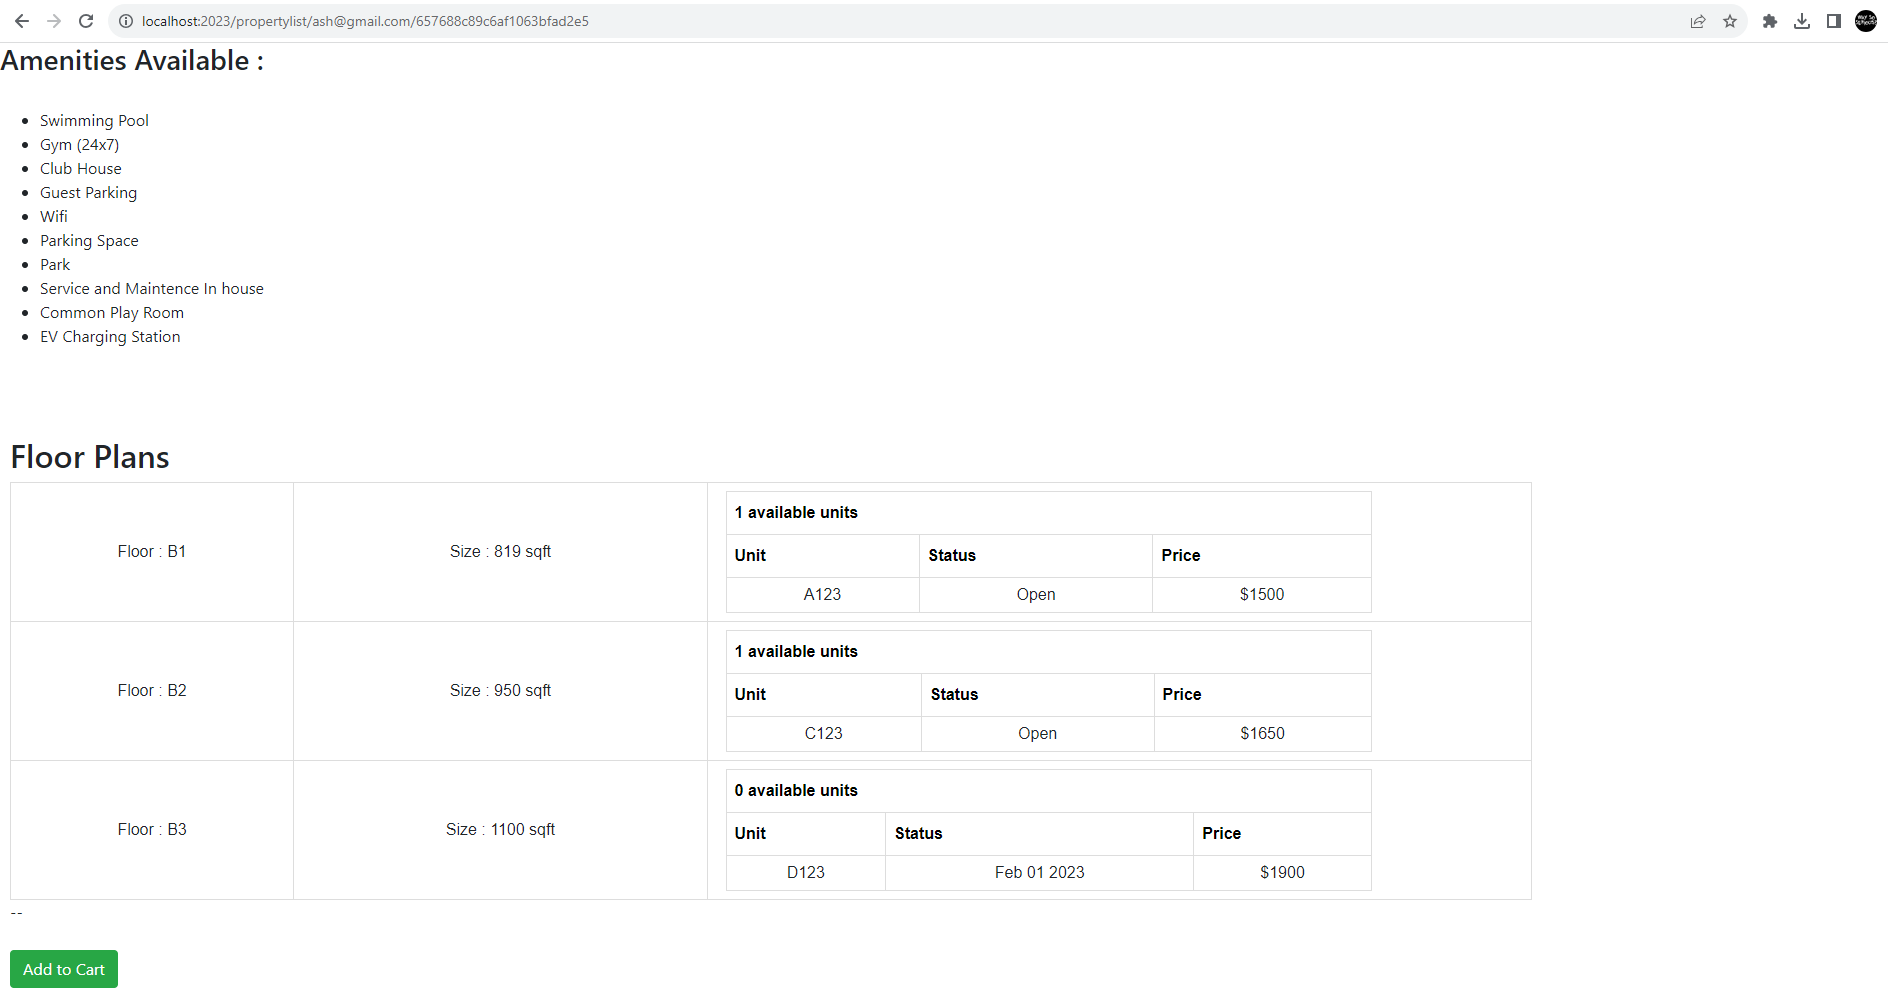 localhost:2023/propertylist/ash@gmail.com/657688c89c6af1063bfad2e5
Amenities Available :
Swimming Pool
Gym (24x7)
Club House
Guest Parking
Wifi
Parking Space
Park
Service and Maintence In house
Common Play Room
EV Charging Station
Floor Plans
Floor : B1
Size : 819 sqft
1 available units
Unit Status Price
A123 Open $1500
Floor : B2
Size : 950 sqft
1 available units
Unit Status Price
C123 Open $1650
Floor : B3
Size : 1100 sqft
0 available units
Unit Status Price
D123 Feb 01 2023 $1900
--
Add to Cart